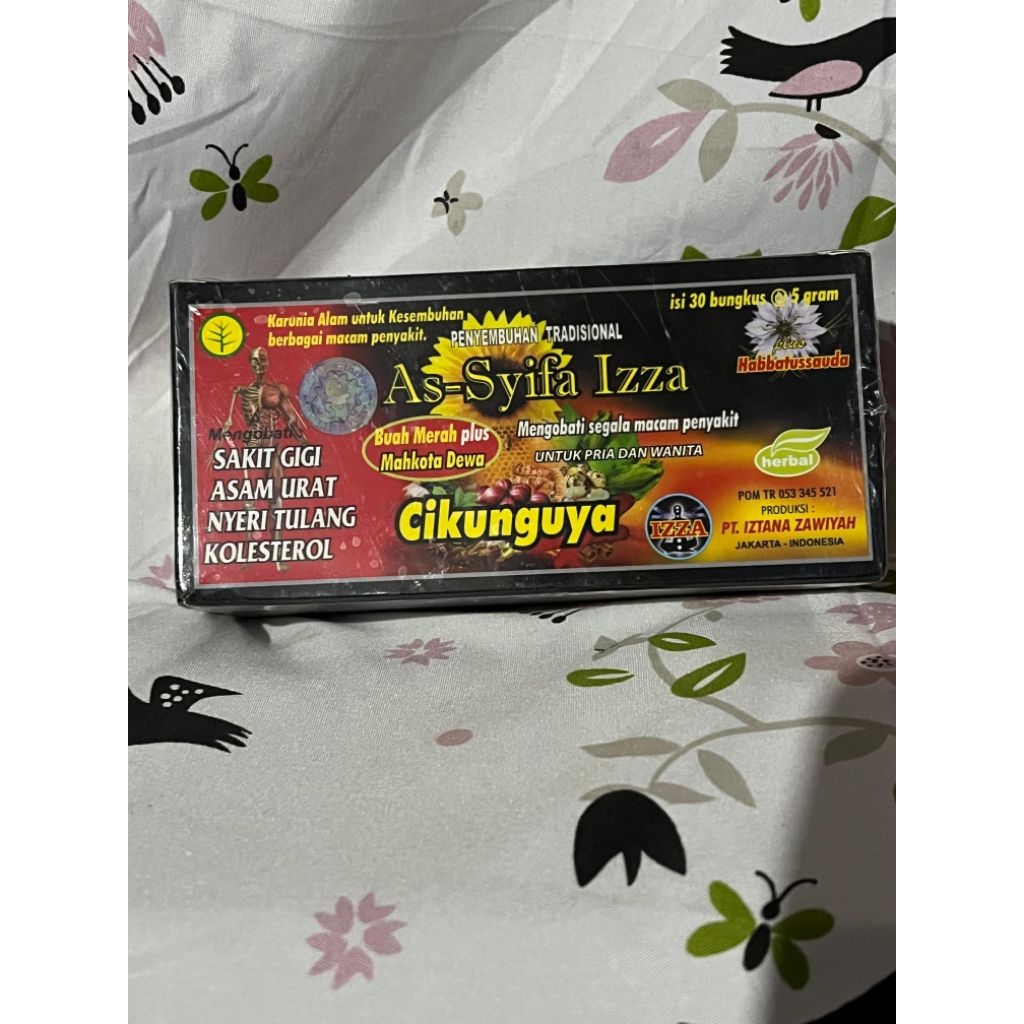 isi 30 bungkus @ 5 gram
Karunia Alam untuk Kesembuhan
berbagai macam penyakit.
PENYEMBUHAN TRADISIONAL
plus
Habbatussauda
As-Syifa Izza
Mengobati
SAKIT GIGI
ASAM URAT
NYERI TULANG
KOLESTEROL
Buah Merah plus
Mahkota Dewa
Mengobati segala macam penyakit
UNTUK PRIA DAN WANITA
herbal
Cikunguya
IZZA
POM TR 053 345 521
PRODUKSI :
PT. IZTANA ZAWIYAH
JAKARTA - INDONESIA